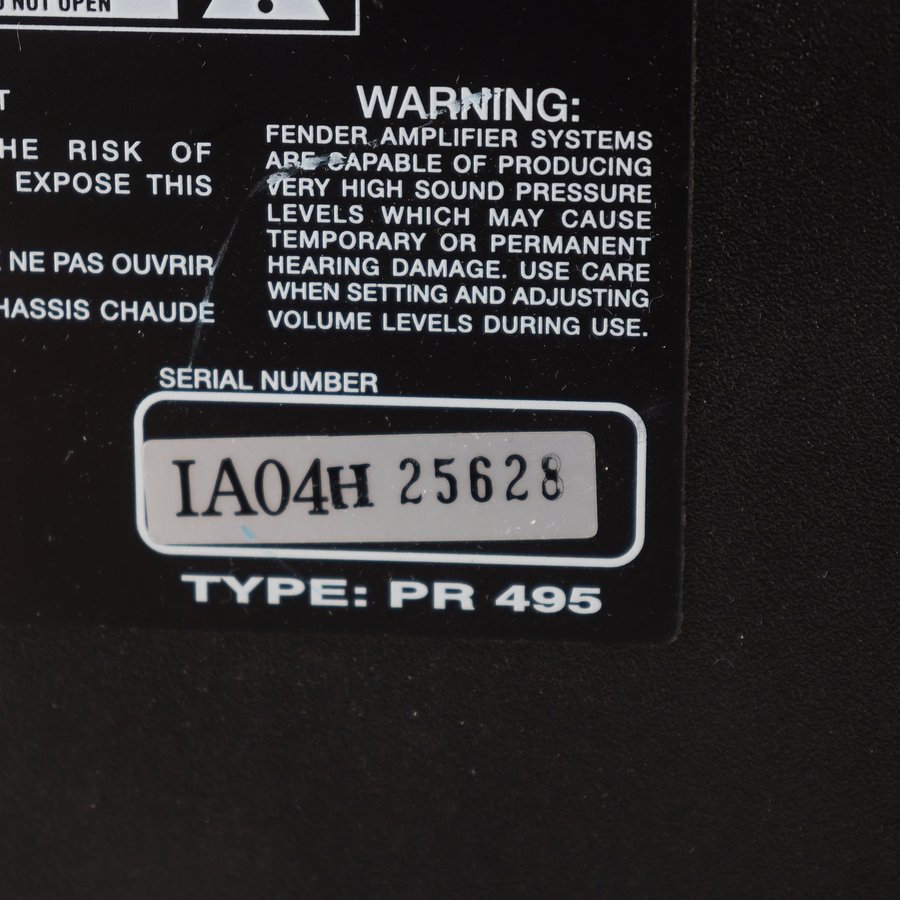 NOT OPEN
T
HE RISK OF
EXPOSE THIS
NE PAS OUVRIR
HASSIS CHAUDE
WARNING:
FENDER AMPLIFIER SYSTEMS
ARE CAPABLE OF PRODUCING
VERY HIGH SOUND PRESSURE
LEVELS WHICH MAY CAUSE
TEMPORARY OR PERMANENT
HEARING DAMAGE. USE CARE
WHEN SETTING AND ADJUSTING
VOLUME LEVELS DURING USE.
SERIAL NUMBER
IA04H 25628
TYPE: PR 495